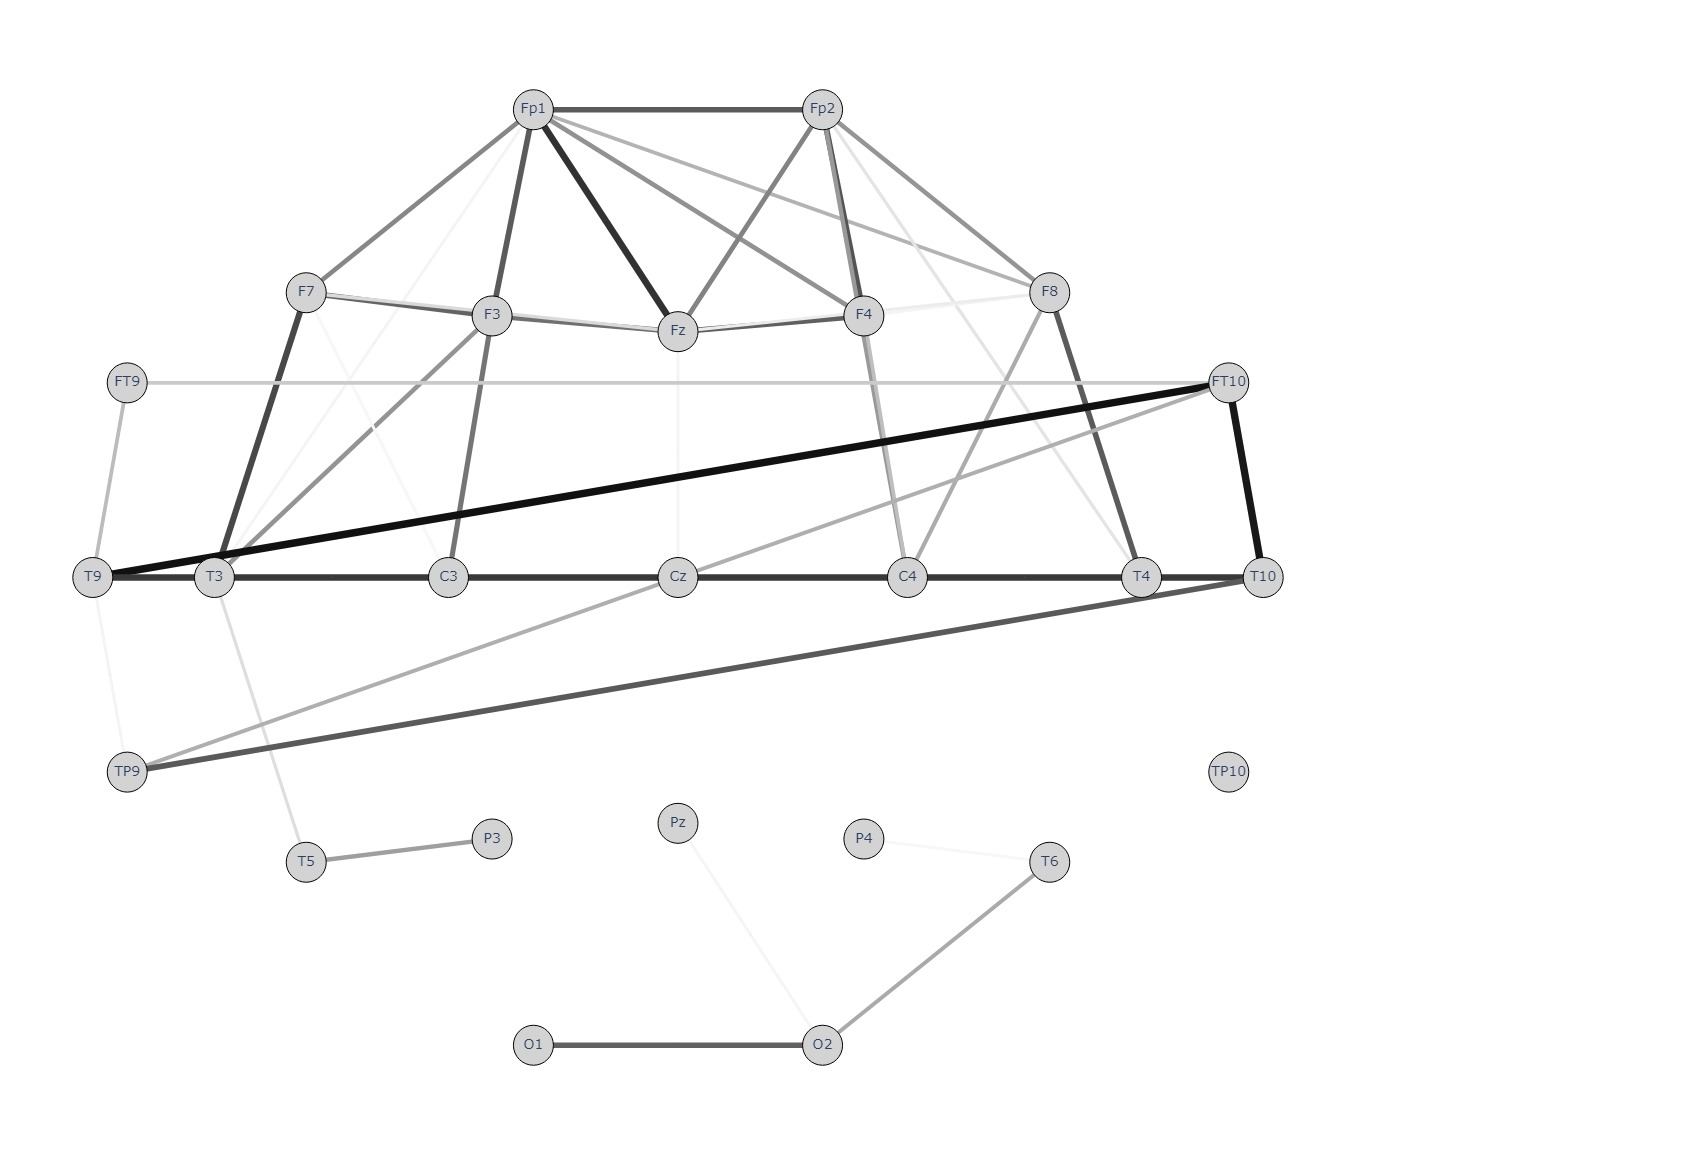 Fp1 Fp2
F7 F3 Fz F4 F8
FT9 FT10
T9 T3 C3 Cz C4 T4 T10
TP9 TP10
T5 P3 Pz P4 T6
O1 O2